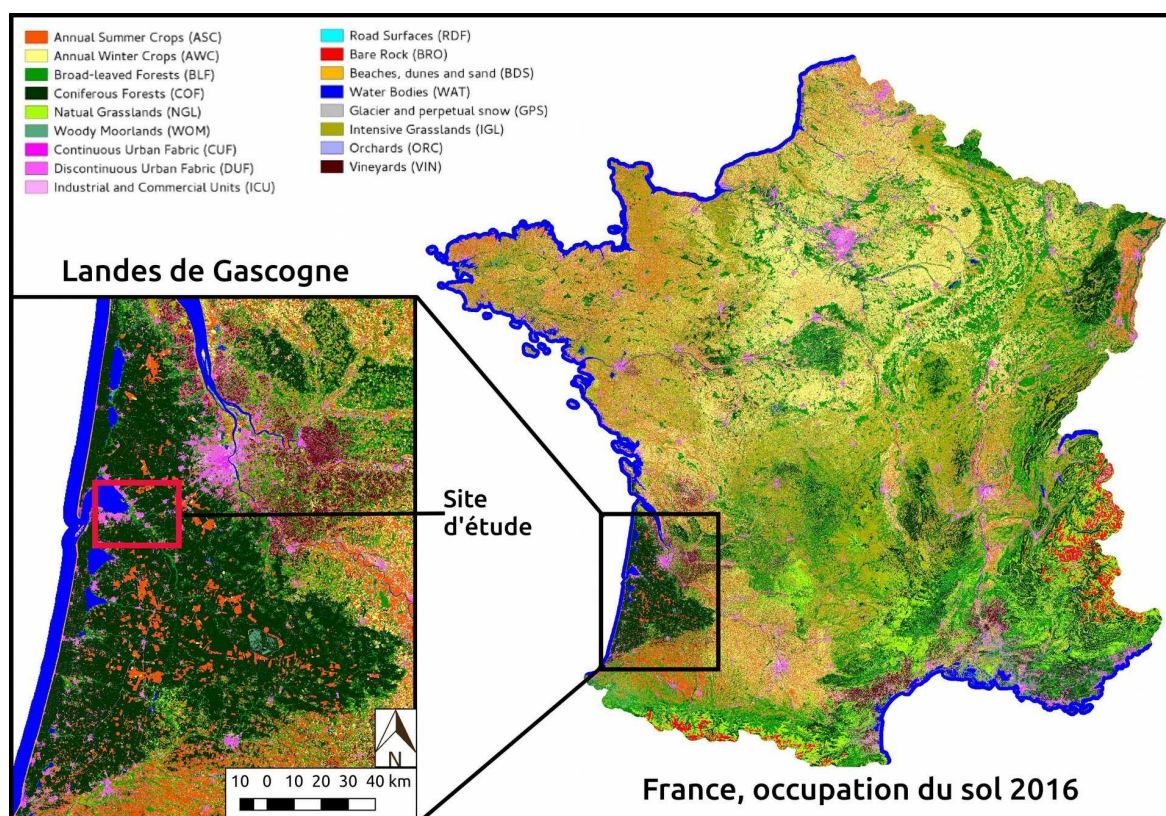 Annual Summer Crops (ASC)
Annual Winter Crops (AWC)
Broad-leaved Forests (BLF)
Coniferous Forests (COF)
Natual Grasslands (NGL)
Woody Moorlands (WOM)
Continuous Urban Fabric (CUF)
Discontinuous Urban Fabric (DUF)
Industrial and Commercial Units (ICU)
Road Surfaces (RDF)
Bare Rock (BRO)
Beaches, dunes and sand (BDS)
Water Bodies (WAT)
Glacier and perpetual snow (GPS)
Intensive Grasslands (IGL)
Orchards (ORC)
Vineyards (VIN)
Landes de Gascogne
Site
d'étude
N
10 0 10 20 30 40 km
France, occupation du sol 2016